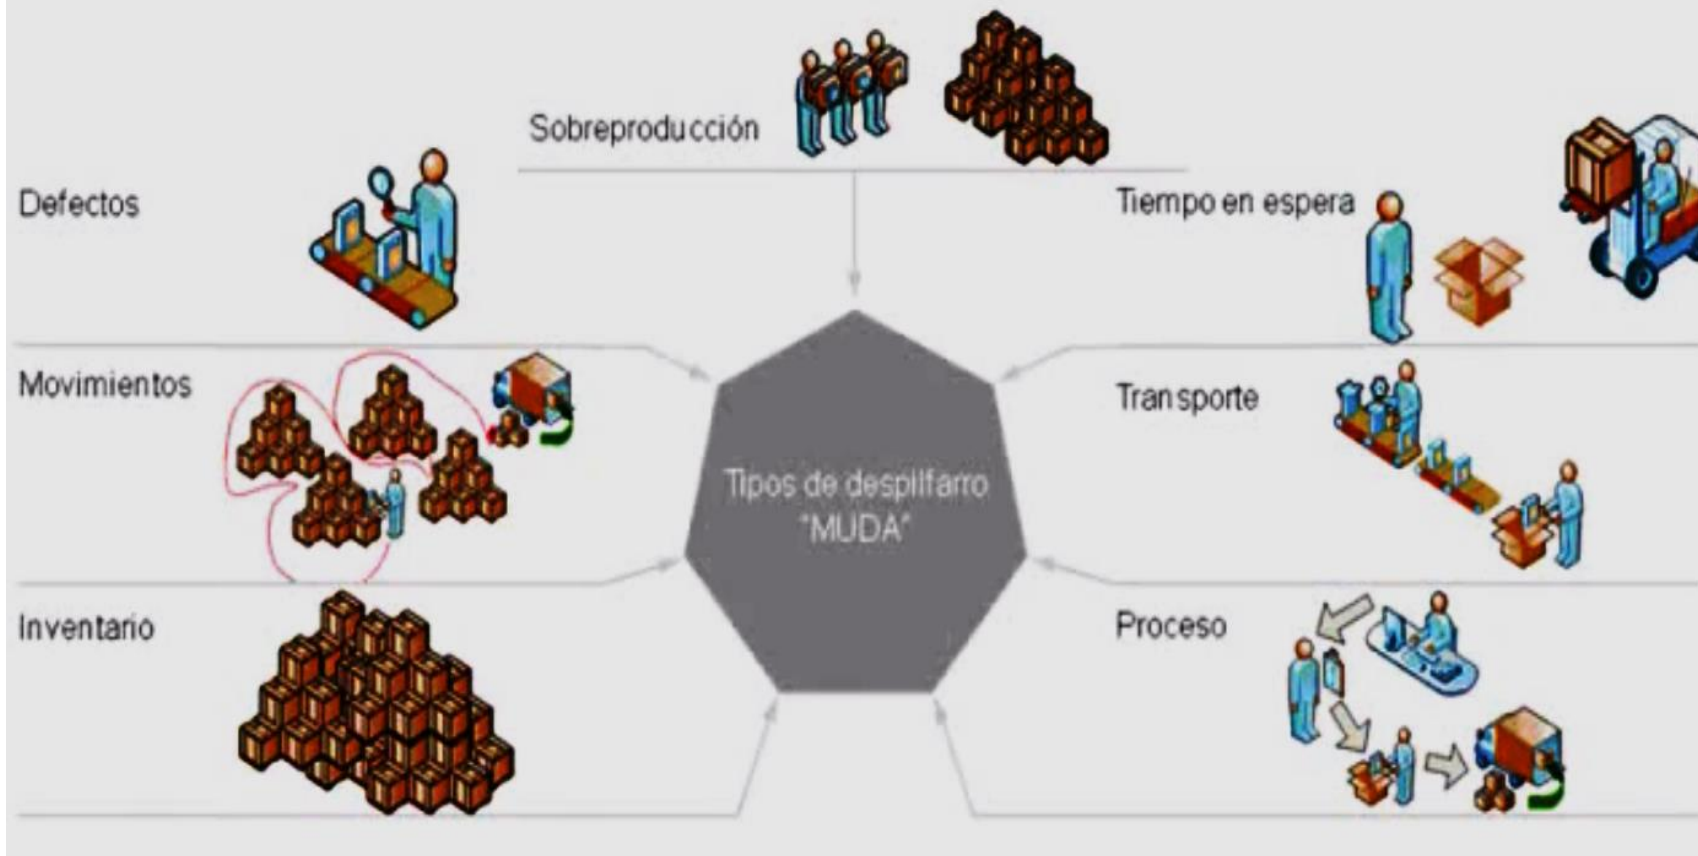 Sobreproducción
Defectos
Tiempo en espera
Movimientos
Transporte
Tipos de despilfarro
"MUDA"
Inventario
Proceso